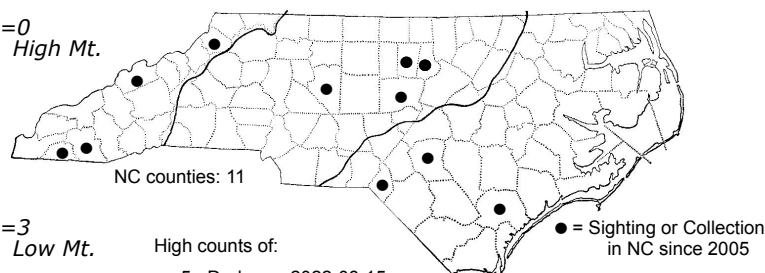 =0
High Mt.
NC counties: 11
=3
Low Mt.
High counts of:
● = Sighting or Collection
in NC since 2005